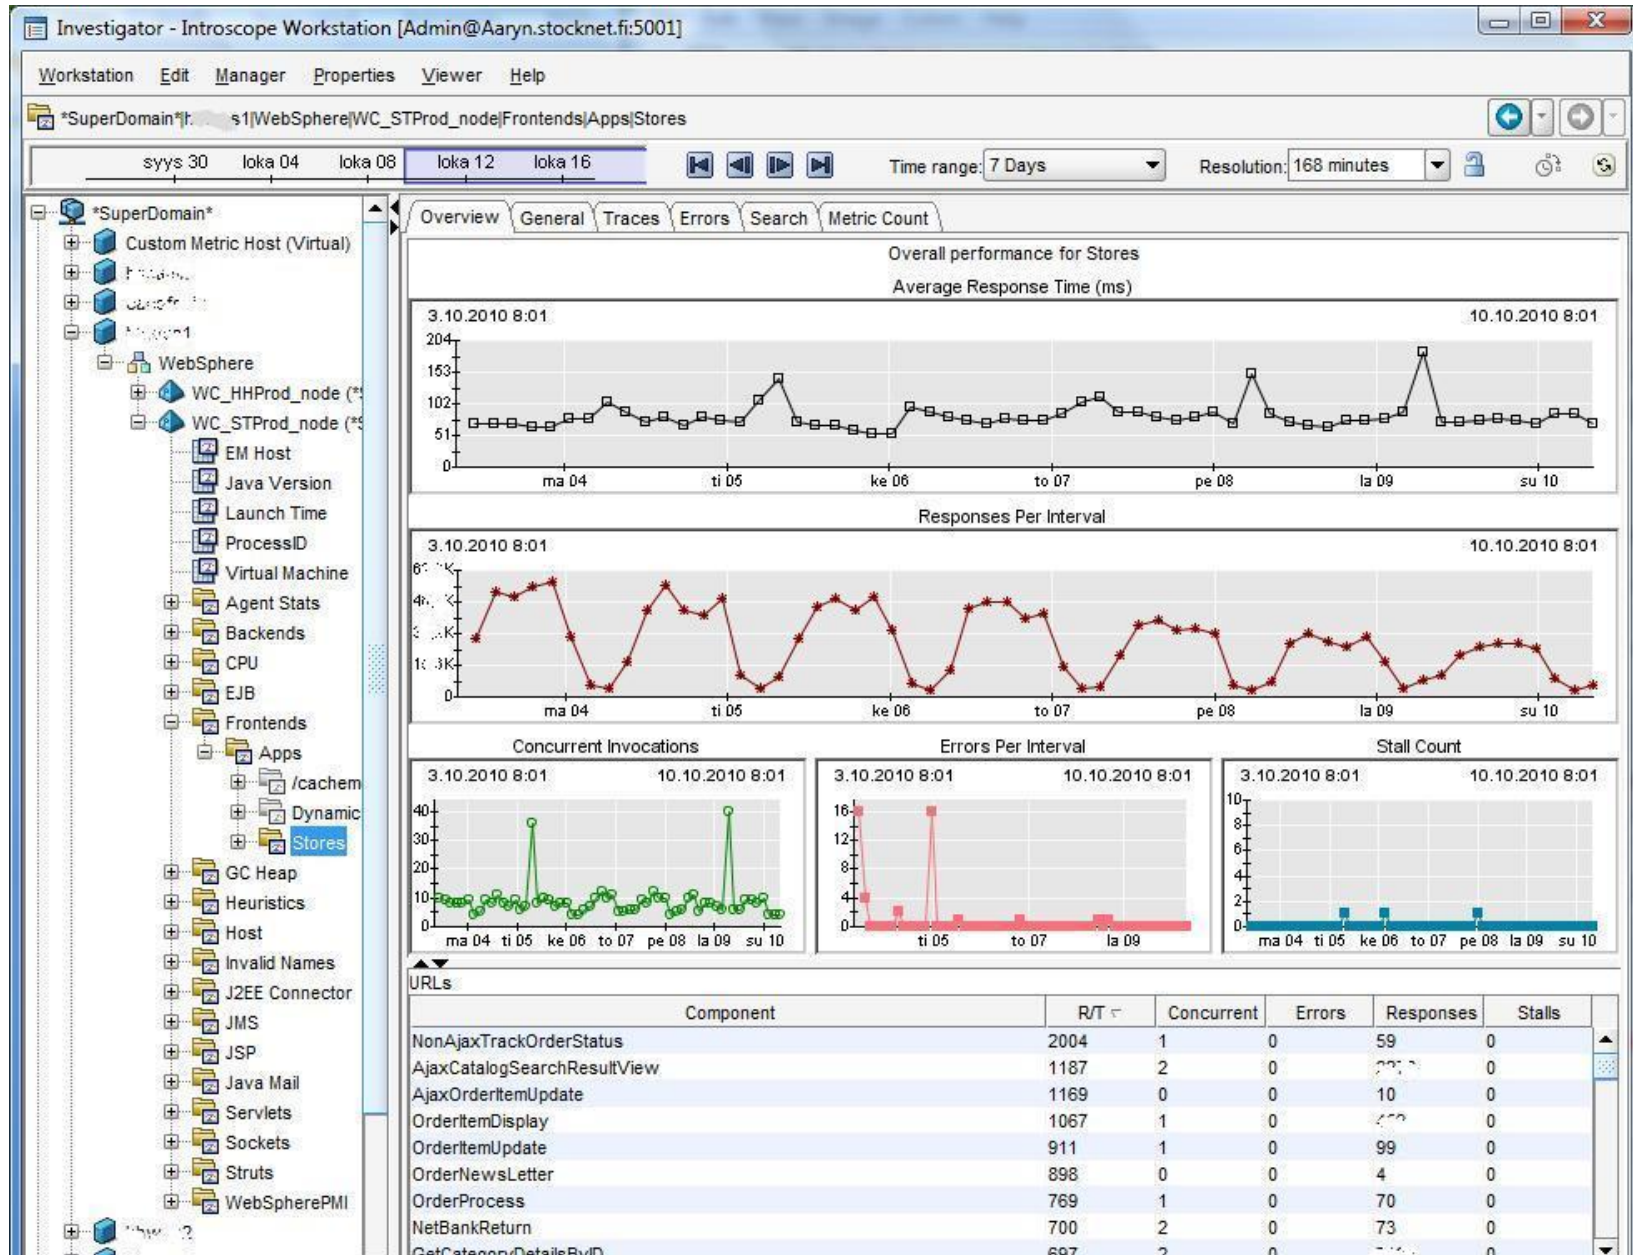 Investigator - Introscope Workstation [Admin@Aaryn.stocknet.fi:5001]
Workstation Edit Manager Properties Viewer Help
*SuperDomain*| s1|WebSphere|WC_STProd_node|Frontends|Apps|Stores
syys 30 loka 04 loka 08 loka 12 loka 16 Time range: 7 Days Resolution: 168 minutes
*SuperDomain*
Custom Metric Host (Virtual)
WebSphere
WC_HHProd_node (*S
WC_STProd_node (*S
EM Host
Java Version
Launch Time
ProcessID
Virtual Machine
Agent Stats
Backends
CPU
EJB
Frontends
Apps
/cachem
Dynamic
Stores
GC Heap
Heuristics
Host
Invalid Names
J2EE Connector
JMS
JSP
Java Mail
Servlets
Sockets
Struts
WebSpherePMI
Overview General Traces Errors Search Metric Count
Overall performance for Stores
Average Response Time (ms)
3.10.2010 8:01 10.10.2010 8:01
204
153
102
51
0
ma 04 ti 05 ke 06 to 07 pe 08 la 09 su 10
Responses Per Interval
3.10.2010 8:01 10.10.2010 8:01
0
ma 04 ti 05 ke 06 to 07 pe 08 la 09 su 10
Concurrent Invocations
3.10.2010 8:01 10.10.2010 8:01
40
30
20
10
0
ma 04 ti 05 ke 06 to 07 pe 08 la 09 su 10
Errors Per Interval
3.10.2010 8:01 10.10.2010 8:01
16
12
8
4
0
ti 05 to 07 la 09
Stall Count
3.10.2010 8:01 10.10.2010 8:01
10
8
6
4
2
0
ma 04 ti 05 ke 06 to 07 pe 08 la 09 su 10
URLs
Component R/T Concurrent Errors Responses Stalls
NonAjaxTrackOrderStatus 2004 1 0 59 0
AjaxCatalogSearchResultView 1187 2 0 0
AjaxOrderItemUpdate 1169 0 0 10 0
OrderItemDisplay 1067 1 0 0
OrderItemUpdate 911 1 0 99 0
OrderNewsLetter 898 0 0 4 0
OrderProcess 769 1 0 70 0
NetBankReturn 700 2 0 73 0
GetCategoryDetailsByID 697 2 0 0